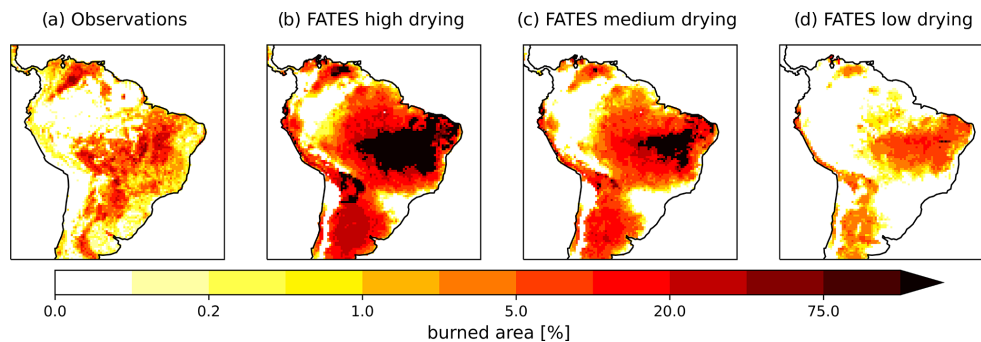 (a) Observations
(b) FATES high drying
(c) FATES medium drying
(d) FATES low drying
0.0 0.2 1.0 5.0 20.0 75.0
burned area [%]